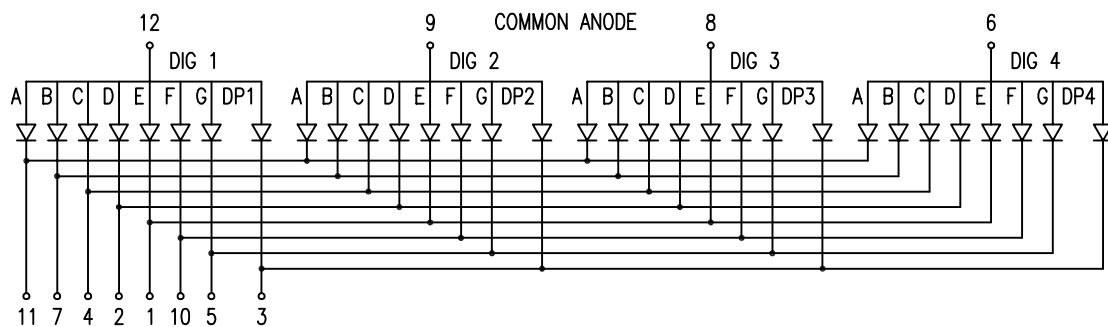 12 9 COMMON ANODE 8 6
DIG 1 DIG 2 DIG 3 DIG 4
A B C D E F G DP1 A B C D E F G DP2 A B C D E F G DP3 A B C D E F G DP4
11 7 4 2 1 10 5 3